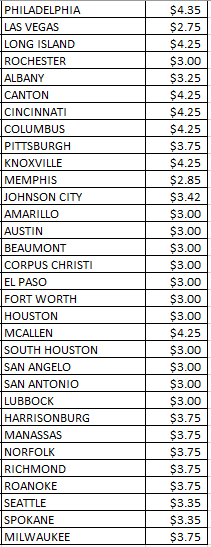 PHILADELPHIA $4.35
LAS VEGAS $2.75
LONG ISLAND $4.25
ROCHESTER $3.00
ALBANY $3.25
CANTON $4.25
CINCINNATI $4.25
COLUMBUS $4.25
PITTSBURGH $3.75
KNOXVILLE $4.25
MEMPHIS $2.85
JOHNSON CITY $3.42
AMARILLO $3.00
AUSTIN $3.00
BEAUMONT $3.00
CORPUS CHRISTI $3.00
EL PASO $3.00
FORT WORTH $3.00
HOUSTON $3.00
MCALLEN $4.25
SOUTH HOUSTON $3.00
SAN ANGELO $3.00
SAN ANTONIO $3.00
LUBBOCK $3.00
HARRISONBURG $3.75
MANASSAS $3.75
NORFOLK $3.75
RICHMOND $3.75
ROANOKE $3.75
SEATTLE $3.35
SPOKANE $3.35
MILWAUKEE $3.75